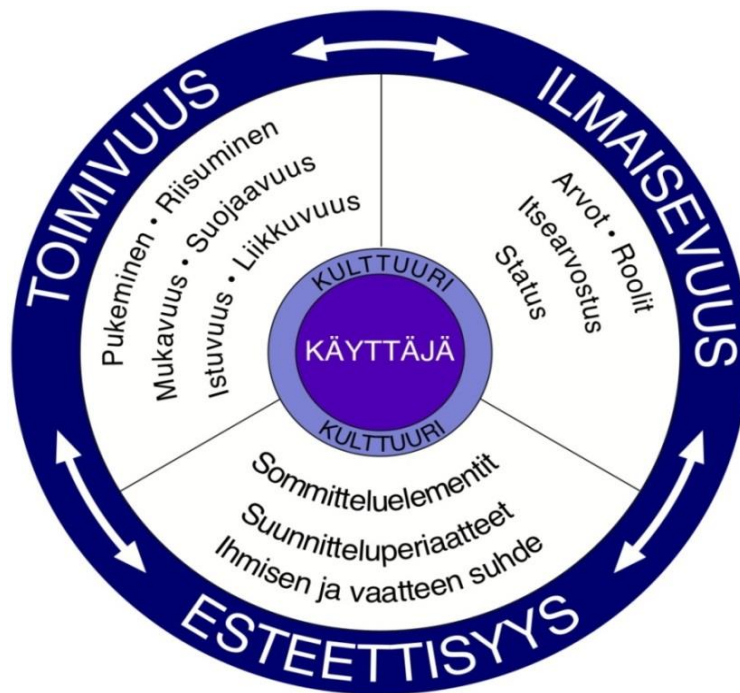 TOIMIVUUS
Pukeminen • Riisuminen
Mukavuus • Suojaavuus
Istuvuus • Liikkuvuus
ILMAISEVUUS
Arvot • Roolit
Itsearvostus
Status
KULTTUURI
KÄYTTÄJÄ
KULTTUURI
Sommitteluelementit
Suunnitteluperiaatteet
Ihmisen ja vaatteen suhde
ESTEETTISYYS